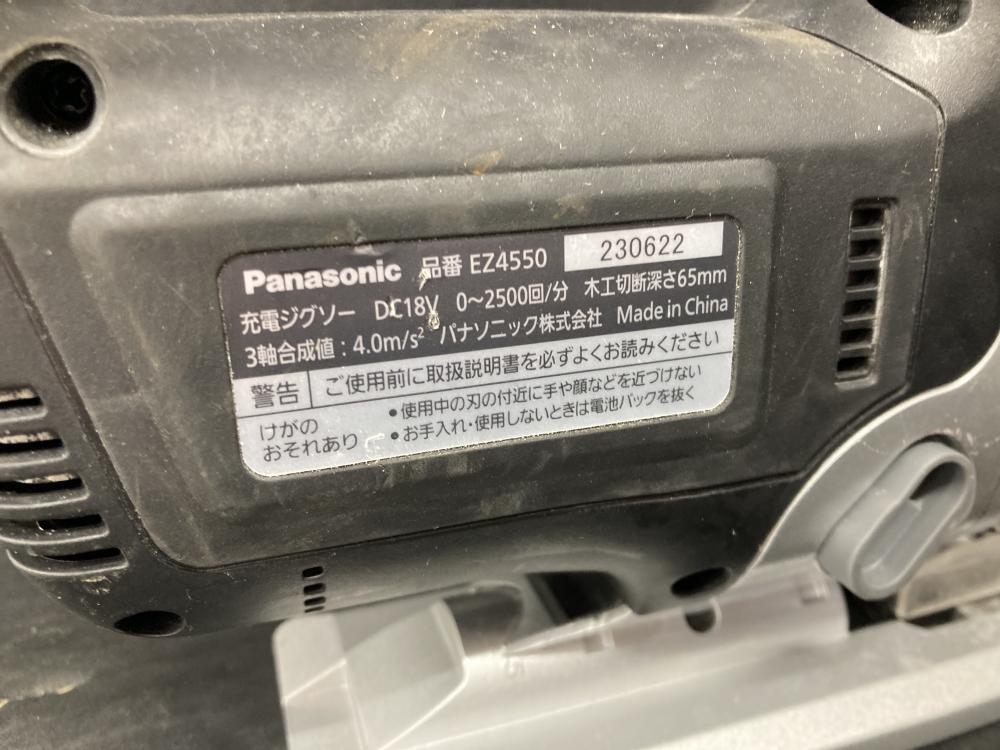 Panasonic 品番 EZ4550 230622
充電ジグソー DC18V 0～2500回/分 木工切断深さ65mm
3軸合成値：4.0m/s² パナソニック株式会社 Made in China
警告 ご使用前に取扱説明書を必ずよくお読みください
けがの
おそれあり
•使用中の刃の付近に手や顔などを近づけない
•お手入れ・使用しないときは電池パックを抜く